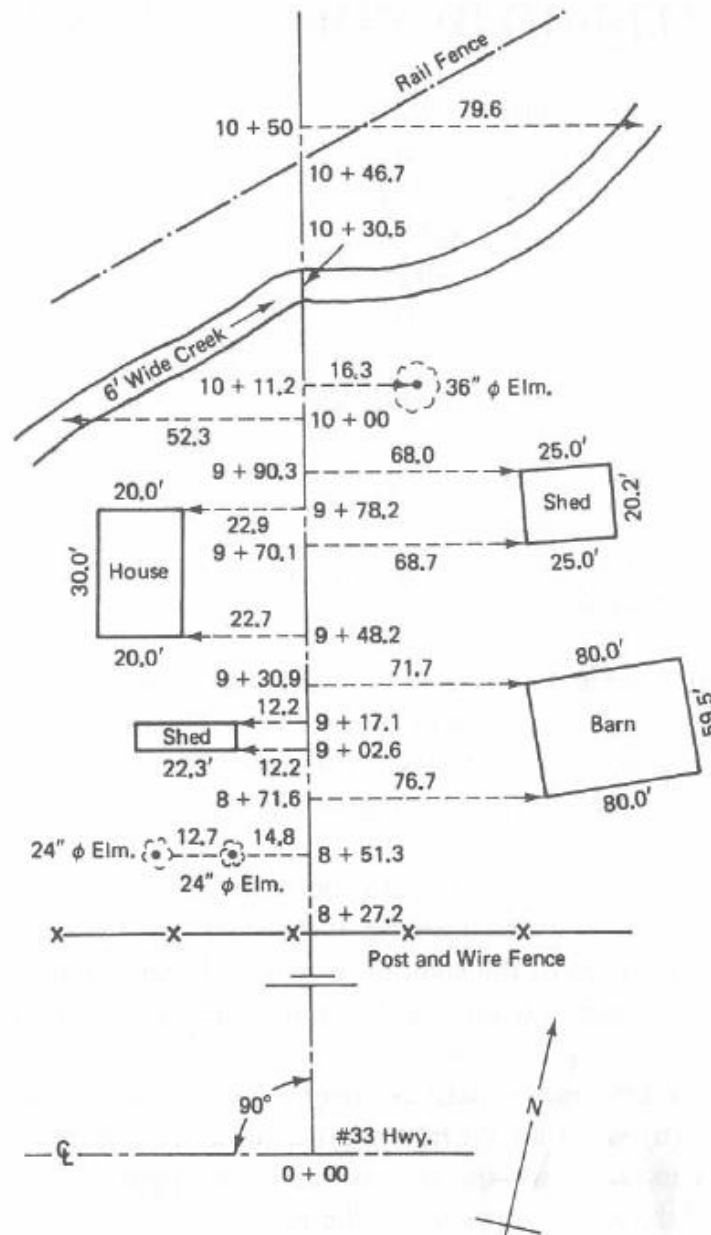 Rail Fence
79.6
10 + 50
10 + 46.7
10 + 30.5
6' Wide Creek
16.3
10 + 11.2
36" ϕ Elm.
10 + 00
52.3
25.0'
9 + 90.3
68.0
20.0'
Shed
20.2'
22.9
9 + 78.2
9 + 70.1
68.7
25.0'
30.0'
House
22.7
9 + 48.2
20.0'
80.0'
9 + 30.9
71.7
12.2
9 + 17.1
Shed
Barn
59.5'
9 + 02.6
22.3'
12.2
76.7
8 + 71.6
80.0'
12.7
14.8
24" ϕ Elm.
8 + 51.3
24" ϕ Elm.
8 + 27.2
X X X X X
Post and Wire Fence
90°
N
#33 Hwy.
℄
0 + 00